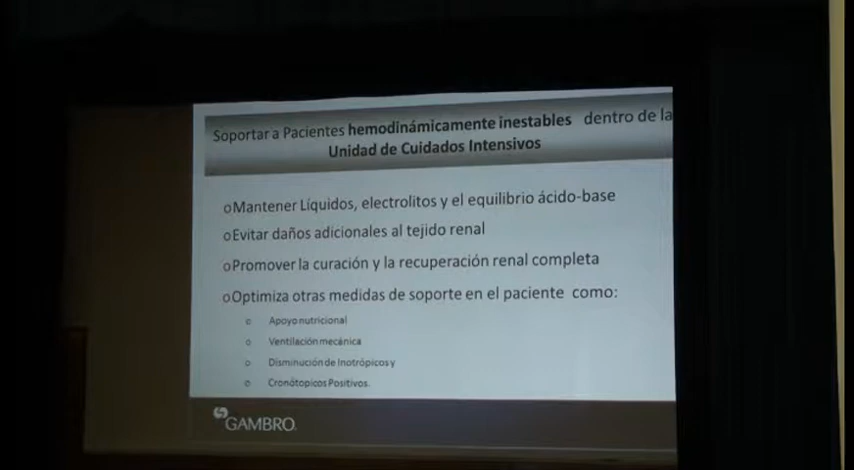 Soportar a Pacientes hemodinámicamente inestables dentro de la
Unidad de Cuidados Intensivos
oMantener Líquidos, electrolitos y el equilibrio ácido-base
oEvitar daños adicionales al tejido renal
oPromover la curación y la recuperación renal completa
oOptimiza otras medidas de soporte en el paciente como:
o Apoyo nutricional
o Ventilación mecánica
o Disminución de Inotrópicos y
o Cronótopicos Positivos.
GAMBRO